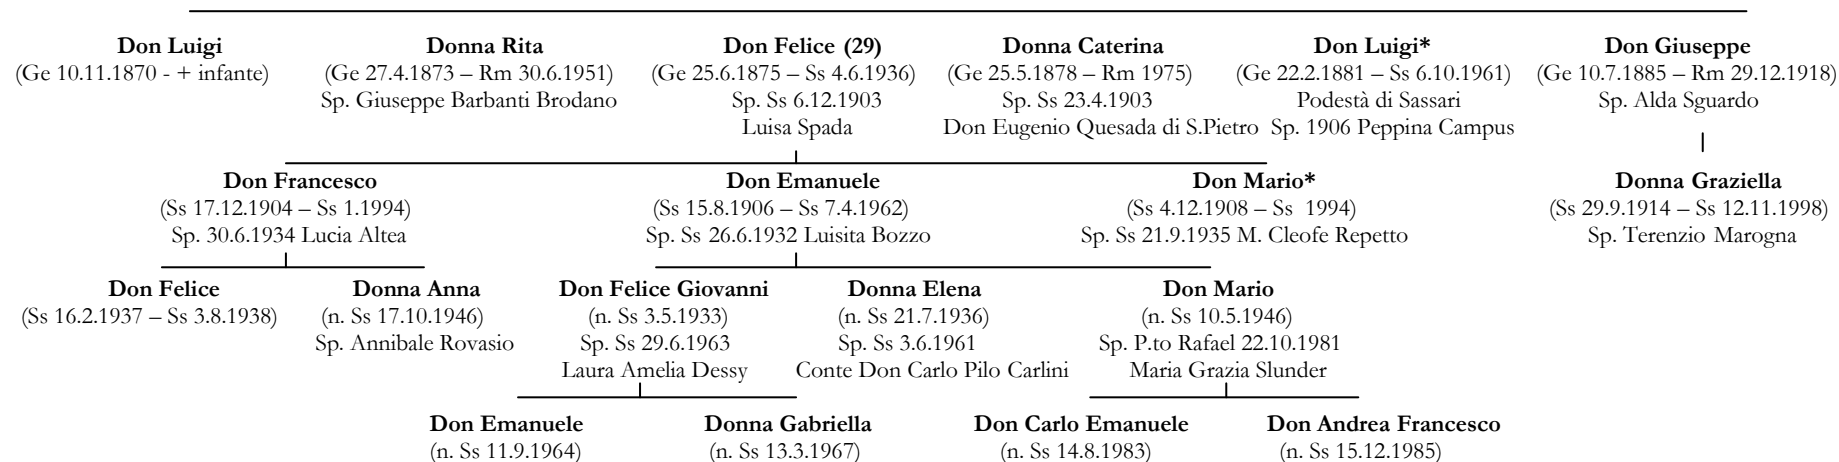 Don Luigi
(Ge 10.11.1870 - + infante)
Donna Rita
(Ge 27.4.1873 – Rm 30.6.1951)
Sp. Giuseppe Barbanti Brodano
Don Felice (29)
(Ge 25.6.1875 – Ss 4.6.1936)
Sp. Ss 6.12.1903
Luisa Spada
Donna Caterina
(Ge 25.5.1878 – Rm 1975)
Sp. Ss 23.4.1903
Don Eugenio Quesada di S.Pietro
Don Luigi*
(Ge 22.2.1881 – Ss 6.10.1961)
Podestà di Sassari
Sp. 1906 Peppina Campus
Don Giuseppe
(Ge 10.7.1885 – Rm 29.12.1918)
Sp. Alda Sguardo
Don Francesco
(Ss 17.12.1904 – Ss 1.1994)
Sp. 30.6.1934 Lucia Altea
Don Emanuele
(Ss 15.8.1906 – Ss 7.4.1962)
Sp. Ss 26.6.1932 Luisita Bozzo
Don Mario*
(Ss 4.12.1908 – Ss 1994)
Sp. Ss 21.9.1935 M. Cleofe Repetto
Donna Graziella
(Ss 29.9.1914 – Ss 12.11.1998)
Sp. Terenzio Marogna
Don Felice
(Ss 16.2.1937 – Ss 3.8.1938)
Donna Anna
(n. Ss 17.10.1946)
Sp. Annibale Rovasio
Don Felice Giovanni
(n. Ss 3.5.1933)
Sp. Ss 29.6.1963
Laura Amelia Dessy
Donna Elena
(n. Ss 21.7.1936)
Sp. Ss 3.6.1961
Conte Don Carlo Pilo Carlini
Don Mario
(n. Ss 10.5.1946)
Sp. P.to Rafael 22.10.1981
Maria Grazia Slunder
Don Emanuele
(n. Ss 11.9.1964)
Donna Gabriella
(n. Ss 13.3.1967)
Don Carlo Emanuele
(n. Ss 14.8.1983)
Don Andrea Francesco
(n. Ss 15.12.1985)